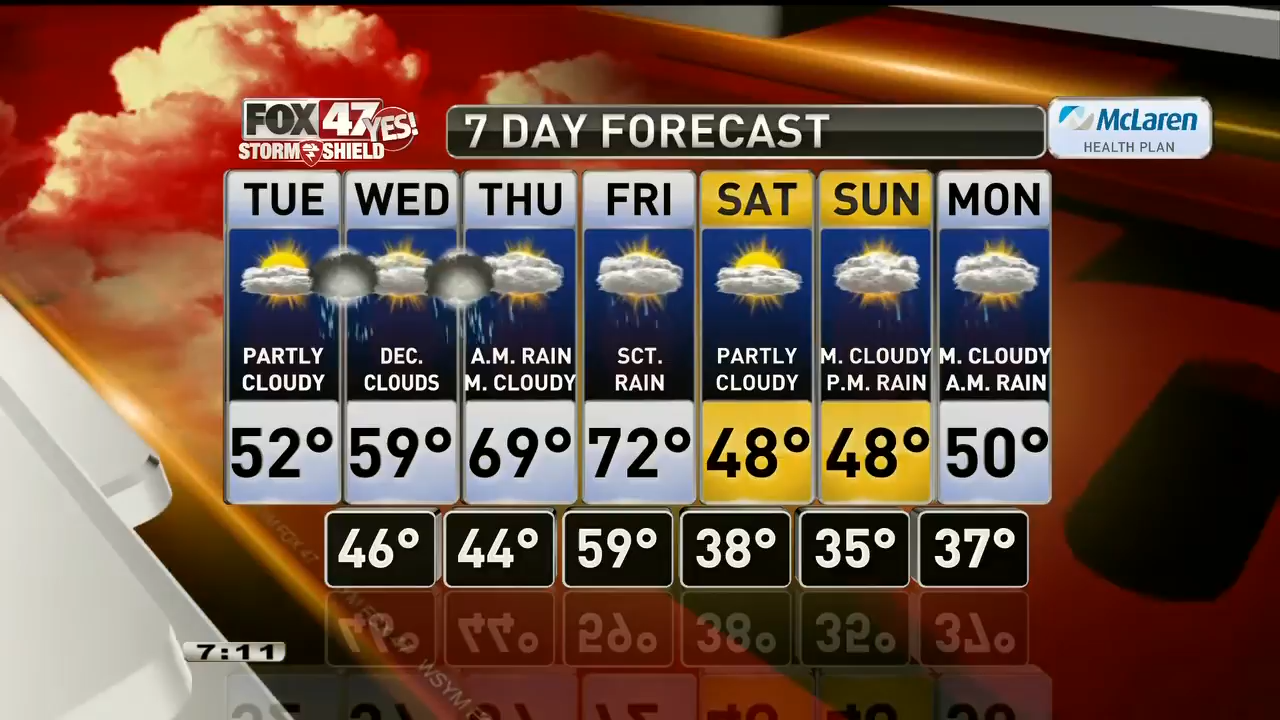 FOX 47 YES!
STORM SHIELD
7 DAY FORECAST
McLaren
HEALTH PLAN
TUE WED THU FRI SAT SUN MON
PARTLY CLOUDY
DEC. CLOUDS
A.M. RAIN M. CLOUDY
SCT. RAIN
PARTLY CLOUDY
M. CLOUDY P.M. RAIN
M. CLOUDY A.M. RAIN
52° 59° 69° 72° 48° 48° 50°
46° 44° 59° 38° 35° 37°
7:11